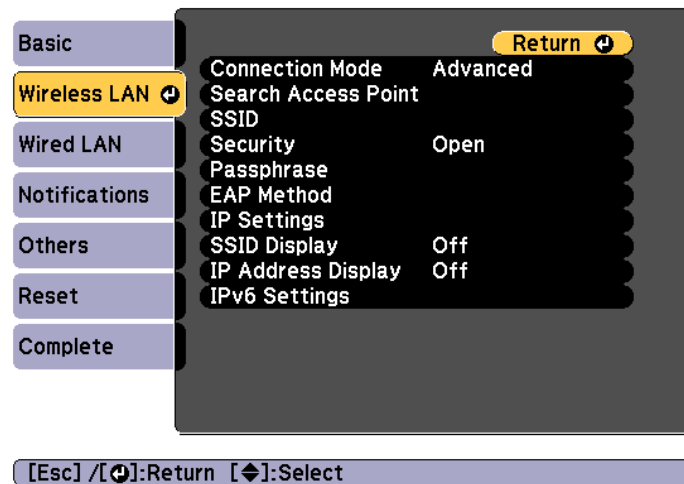 Basic
Wireless LAN
Wired LAN
Notifications
Others
Reset
Complete
Return
Connection Mode Advanced
Search Access Point
SSID
Security Open
Passphrase
EAP Method
IP Settings
SSID Display Off
IP Address Display Off
IPv6 Settings
[Esc] /[⏎]:Return [◆]:Select